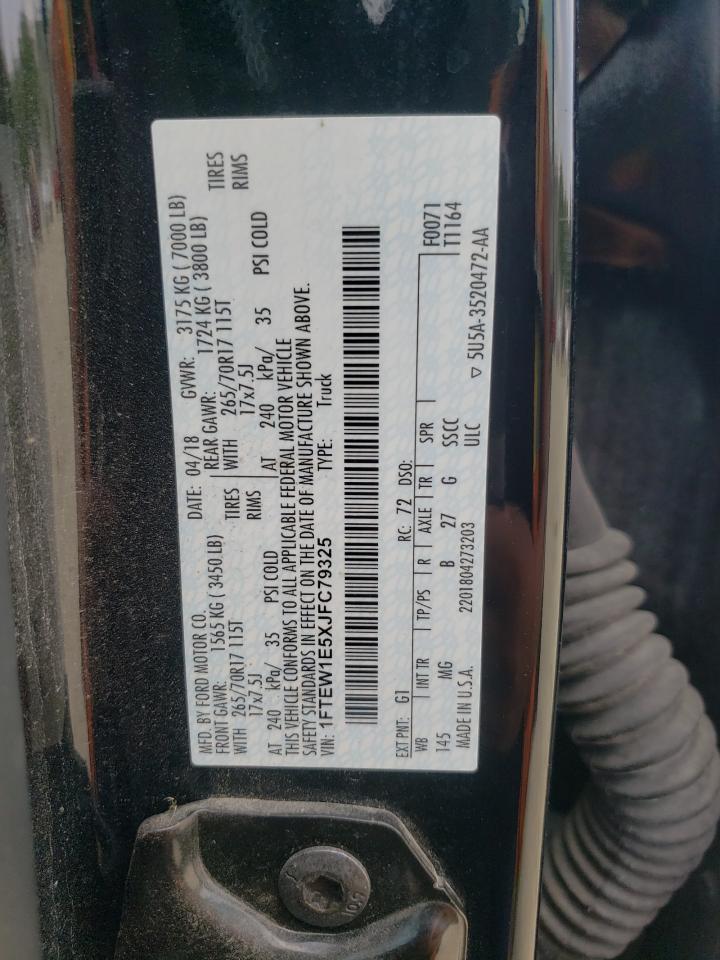 MFD. BY FORD MOTOR CO. DATE: 04/18 GVWR: 3175 KG ( 7000 LB)
FRONT GAWR: 1565 KG ( 3450 LB) REAR GAWR: 1724 KG ( 3800 LB)
WITH 265/70R17 115T TIRES WITH 265/70R17 115T TIRES
17x7.5J RIMS 17x7.5J RIMS
AT 240 kPa/ 35 PSI COLD AT 240 kPa/ 35 PSI COLD
THIS VEHICLE CONFORMS TO ALL APPLICABLE FEDERAL MOTOR VEHICLE
SAFETY STANDARDS IN EFFECT ON THE DATE OF MANUFACTURE SHOWN ABOVE.
VIN: 1FTEW1E5XJFC79325 TYPE: Truck
EXT PNT: G1 RC: 72 DSO: F0071
WB INT TR TP/PS R AXLE TR SPR T1164
145 MG B 27 G SSCC
MADE IN U.S.A. 2201804273203 ULC ▽ 5U5A-3520472-AA
10.9